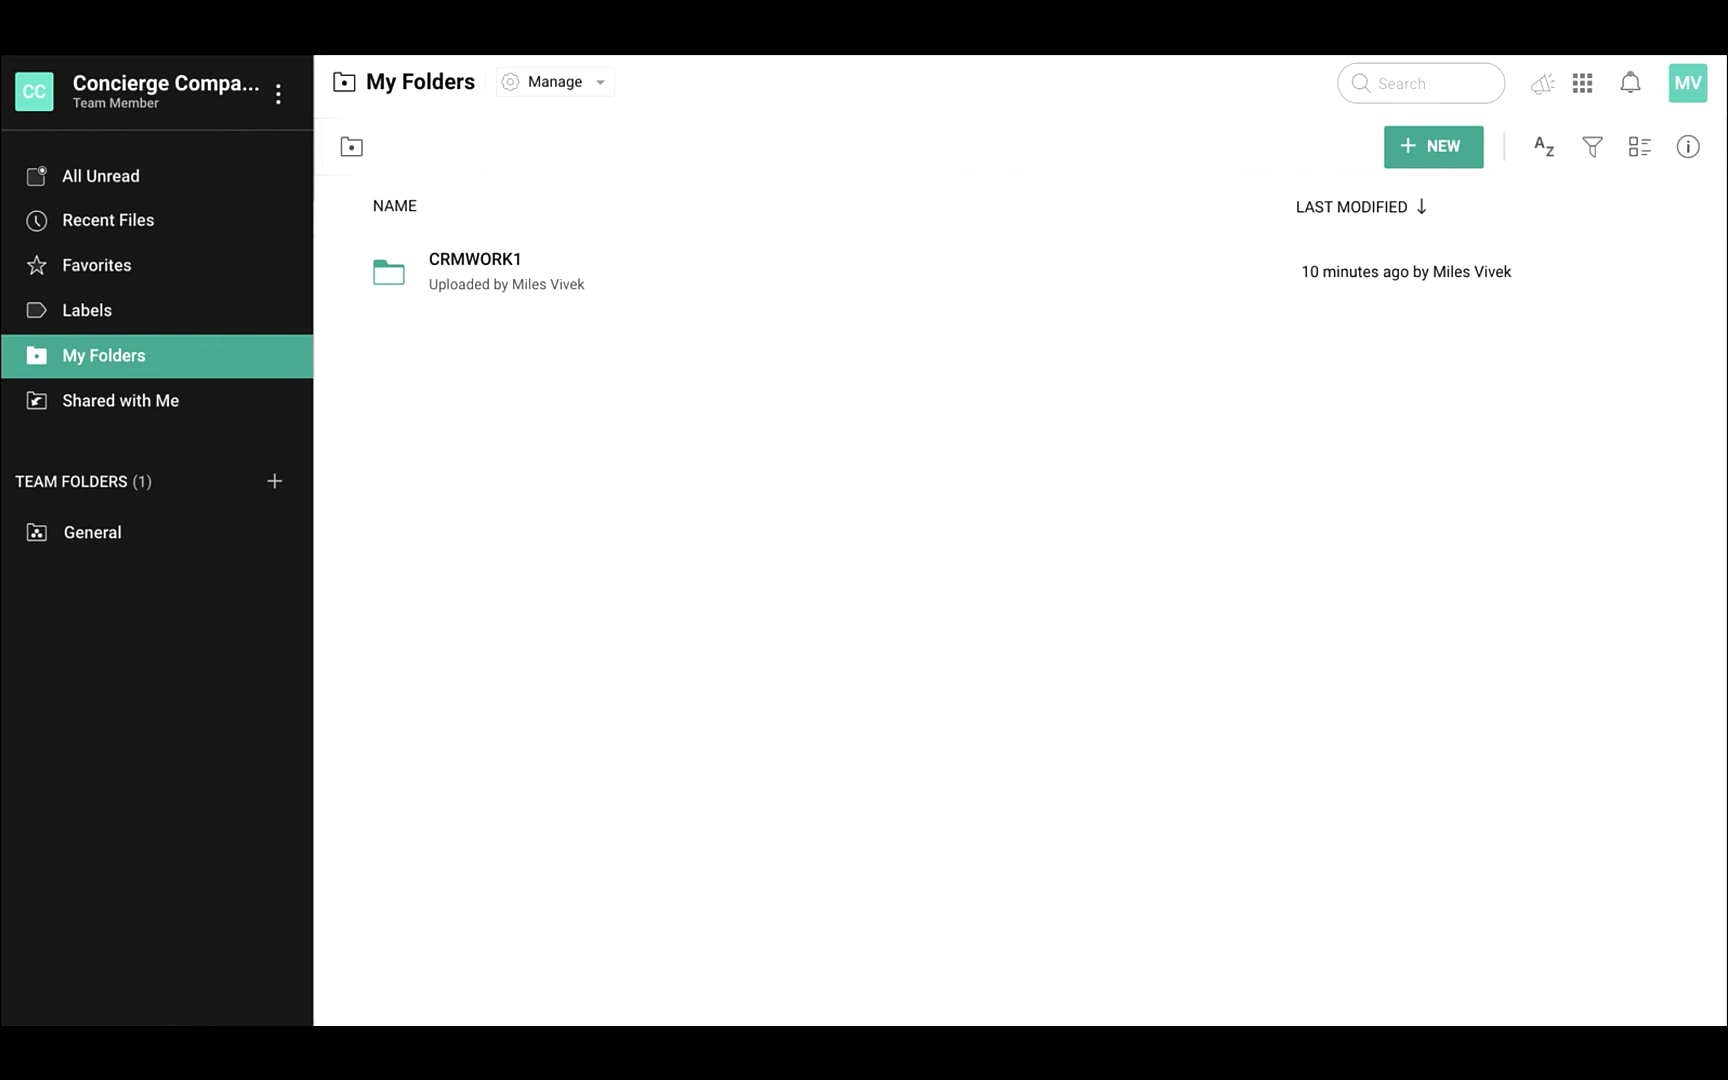 CC
Concierge Compa...
Team Member
All Unread
Recent Files
Favorites
Labels
My Folders
Shared with Me
TEAM FOLDERS (1)
General
My Folders
Manage
Search
MV
NEW
AZ
NAME
LAST MODIFIED
CRMWORK1
Uploaded by Miles Vivek
10 minutes ago by Miles Vivek